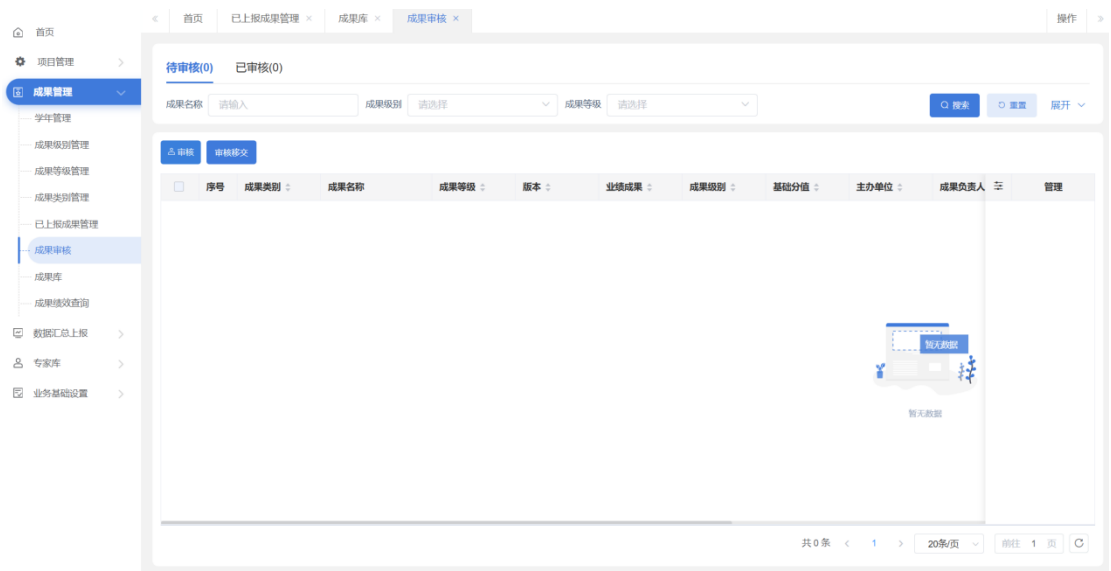 首页 已上报成果管理 × 成果库 × 成果审核 × 操作
首页
项目管理
成果管理
学年管理
成果级别管理
成果等级管理
成果类别管理
已上报成果管理
成果审核
成果库
成果绩效查询
数据汇总上报
专家库
业务基础设置
待审核(0) 已审核(0)
成果名称 请输入 成果级别 请选择 成果等级 请选择 搜索 重置 展开
审核 审核移交
序号 成果类别 成果名称 成果等级 版本 业绩成果 成果级别 基础分值 主办单位 成果负责人 管理
暂无数据
暂无数据
共 0 条 < 1 > 20条/页 前往 1 页